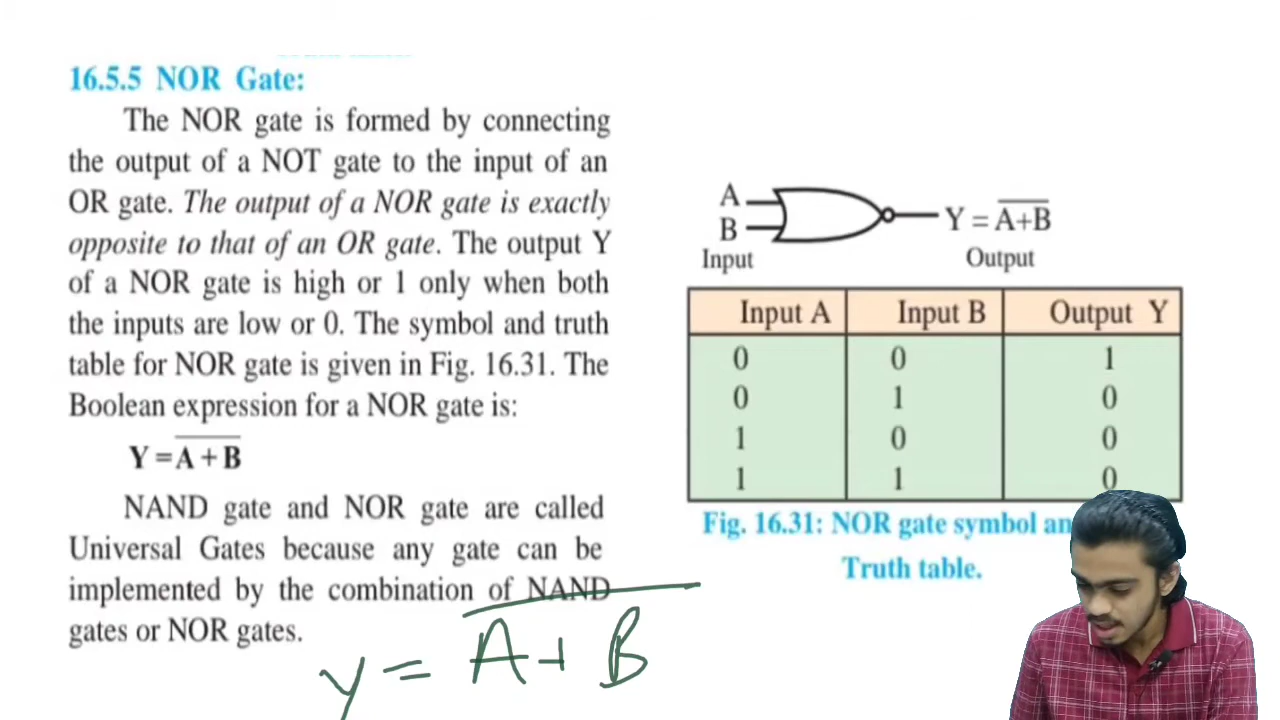 16.5.5 NOR Gate:
The NOR gate is formed by connecting
the output of a NOT gate to the input of an
OR gate. The output of a NOR gate is exactly
opposite to that of an OR gate. The output Y
of a NOR gate is high or 1 only when both
the inputs are low or 0. The symbol and truth
table for NOR gate is given in Fig. 16.31. The
Boolean expression for a NOR gate is:
Y = A̅ ̅+̅ ̅B̅
NAND gate and NOR gate are called
Universal Gates because any gate can be
implemented by the combination of NAND
gates or NOR gates.
y = A̅ ̅+̅ ̅B̅
A
B
Y = A̅+̅B̅
Input
Output
Input A Input B Output Y
0 0 1
0 1 0
1 0 0
1 1 0
Fig. 16.31: NOR gate symbol
Truth table.